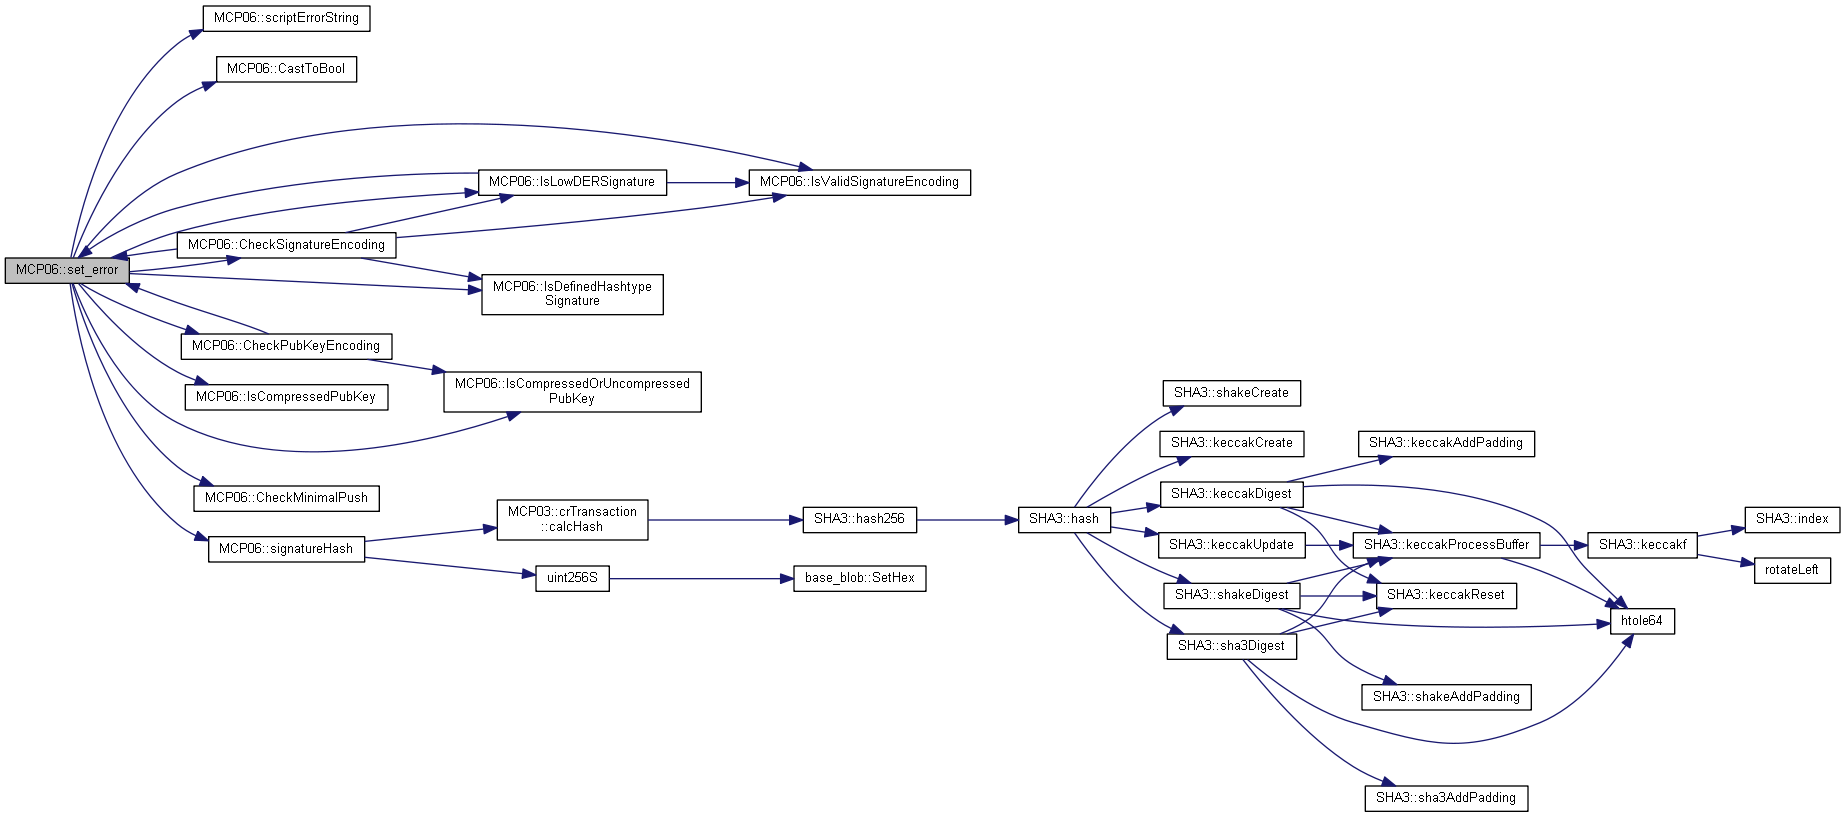 MCP06::scriptErrorString
MCP06::CastToBool
MCP06::IsLowDERSignature
MCP06::IsValidSignatureEncoding
MCP06::CheckSignatureEncoding
MCP06::set_error
MCP06::IsDefinedHashtype
Signature
MCP06::CheckPubKeyEncoding
MCP06::IsCompressedPubKey
MCP06::IsCompressedOrUncompressed
PubKey
MCP06::CheckMinimalPush
MCP06::signatureHash
MCP03::crTransaction
::calcHash
uint256S
SHA3::hash256
base_blob::SetHex
SHA3::hash
SHA3::shakeCreate
SHA3::keccakCreate
SHA3::keccakDigest
SHA3::keccakUpdate
SHA3::shakeDigest
SHA3::sha3Digest
SHA3::keccakAddPadding
SHA3::keccakProcessBuffer
SHA3::keccakReset
SHA3::shakeAddPadding
SHA3::sha3AddPadding
SHA3::keccakf
htole64
SHA3::index
rotateLeft